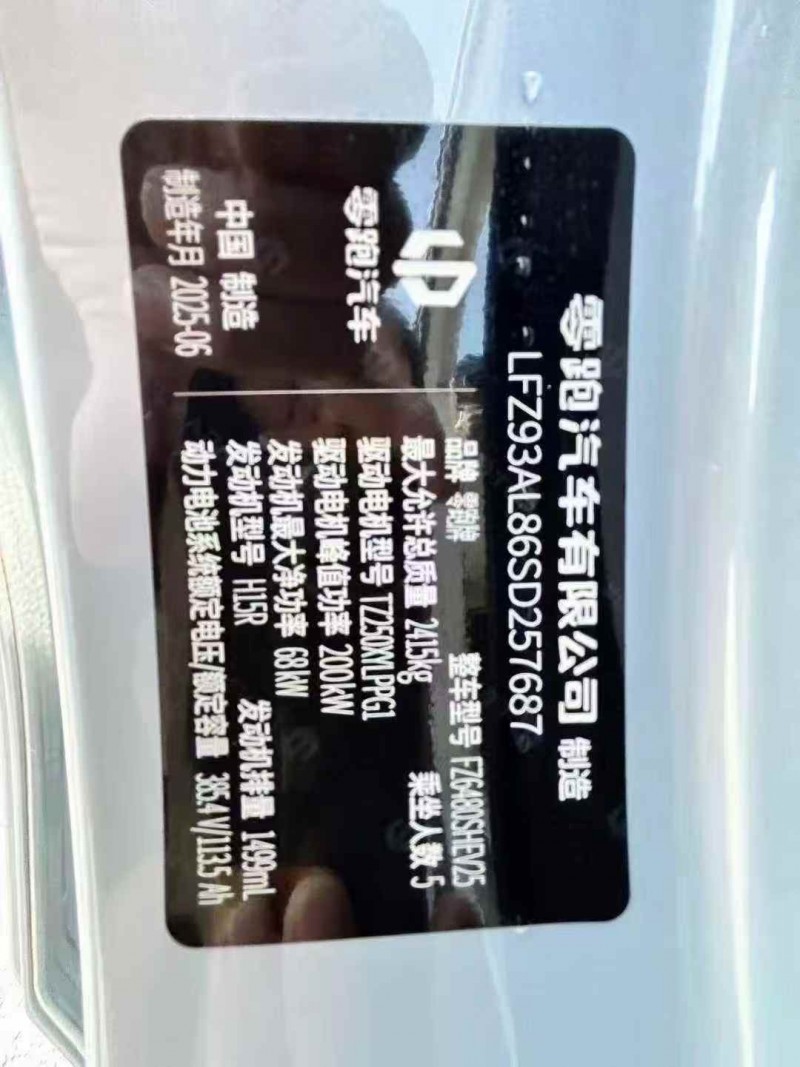 零跑汽车有限公司 制造
LFZ93AL86SD257687
零跑汽车
中国 制造
制造年月 2025-06
品牌 零跑牌 整车型号 FZ6480SHEV25
最大允许总质量 2415kg 乘坐人数 5
驱动电机型号 TZ250XYLPPG1
驱动电机峰值功率 200kW
发动机最大净功率 68kW
发动机型号 H15R 发动机排量 1499mL
动力电池系统额定电压/额定容量 385.4 V/113.5 Ah